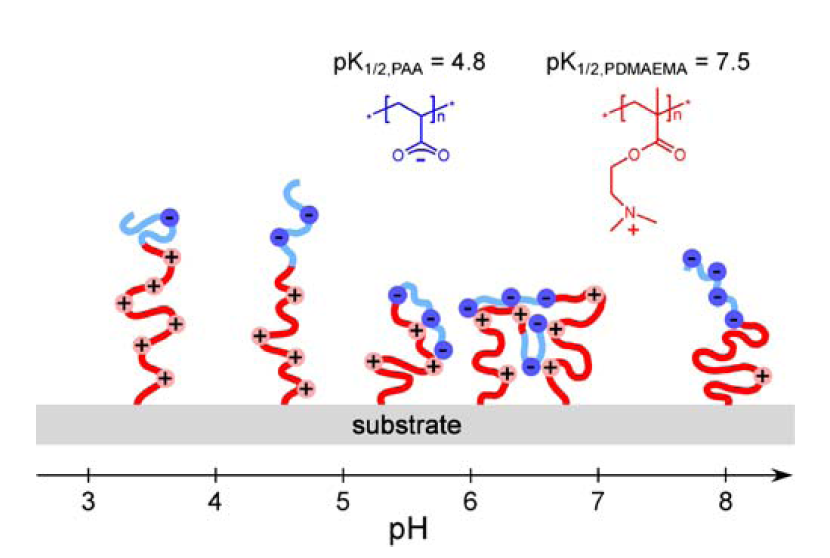 pK1/2,PAA = 4.8 pK1/2,PDMAEMA = 7.5
* [ ]n * * [ ]n *
O O O O
-
N
+
- - -
- - -
+ -
+ + - - - +
+ + - + + - +
+ + + -
+ + + + - + +
+ + +
substrate
3 4 5 6 7 8
pH